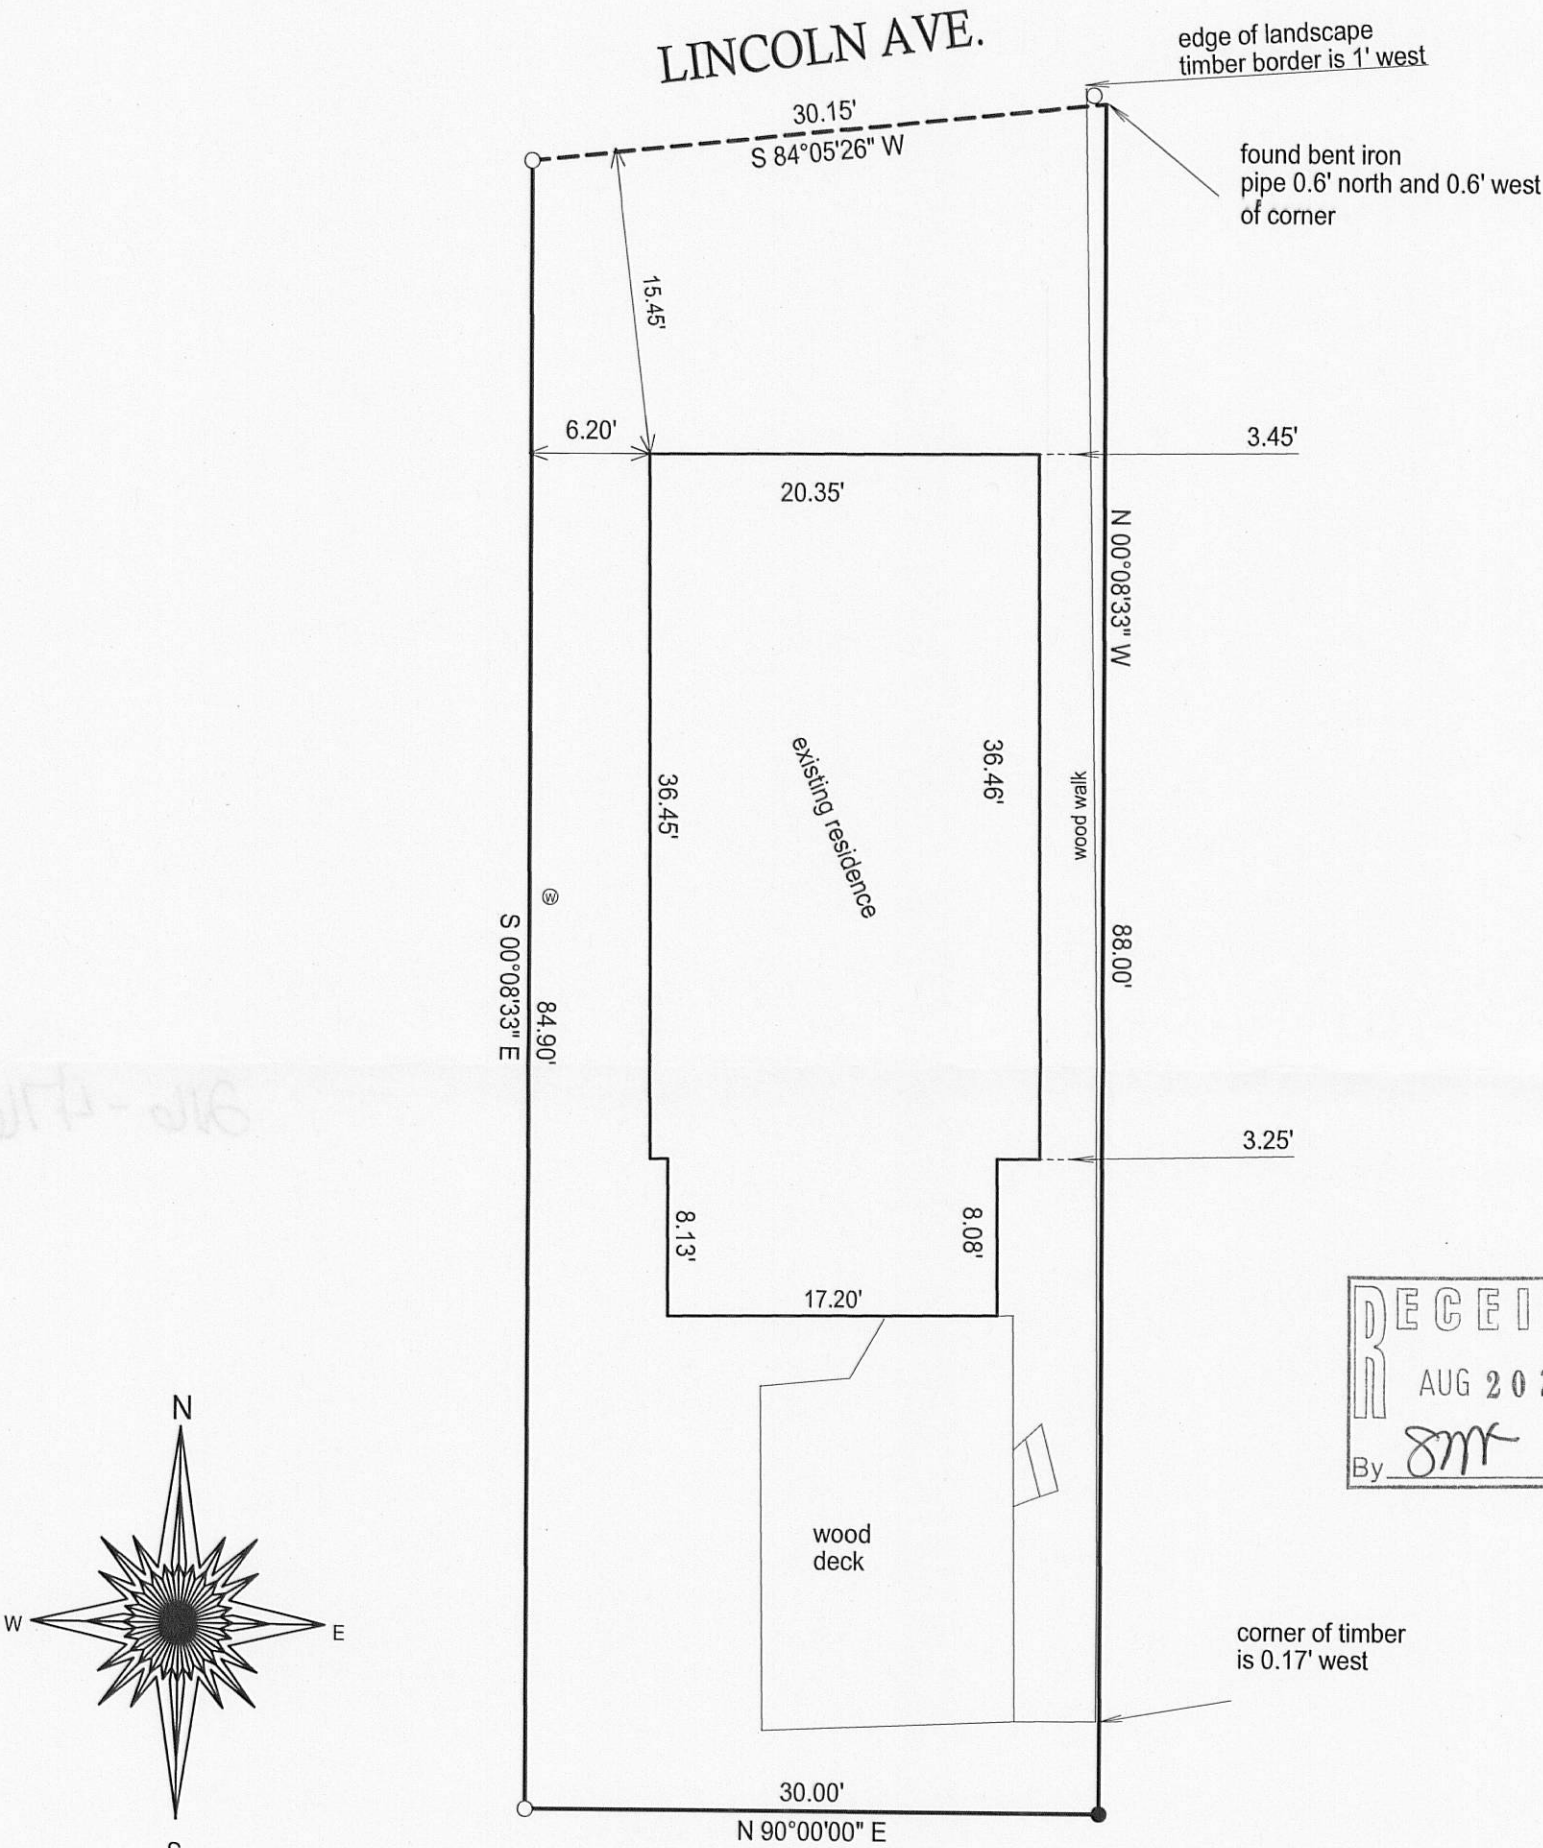 LINCOLN AVE.
edge of landscape
timber border is 1' west
30.15'
S 84°05'26" W
found bent iron
pipe 0.6' north and 0.6' west
of corner
15.45'
6.20'
3.45'
20.35'
N 00°08'33" W
36.45'
existing residence
36.46'
wood walk
W
S 00°08'33" E
84.90'
88.00'
3.25'
8.13'
8.08'
17.20'
RECEI
AUG 20
By
N
W
E
wood
deck
corner of timber
is 0.17' west
30.00'
N 90°00'00" E